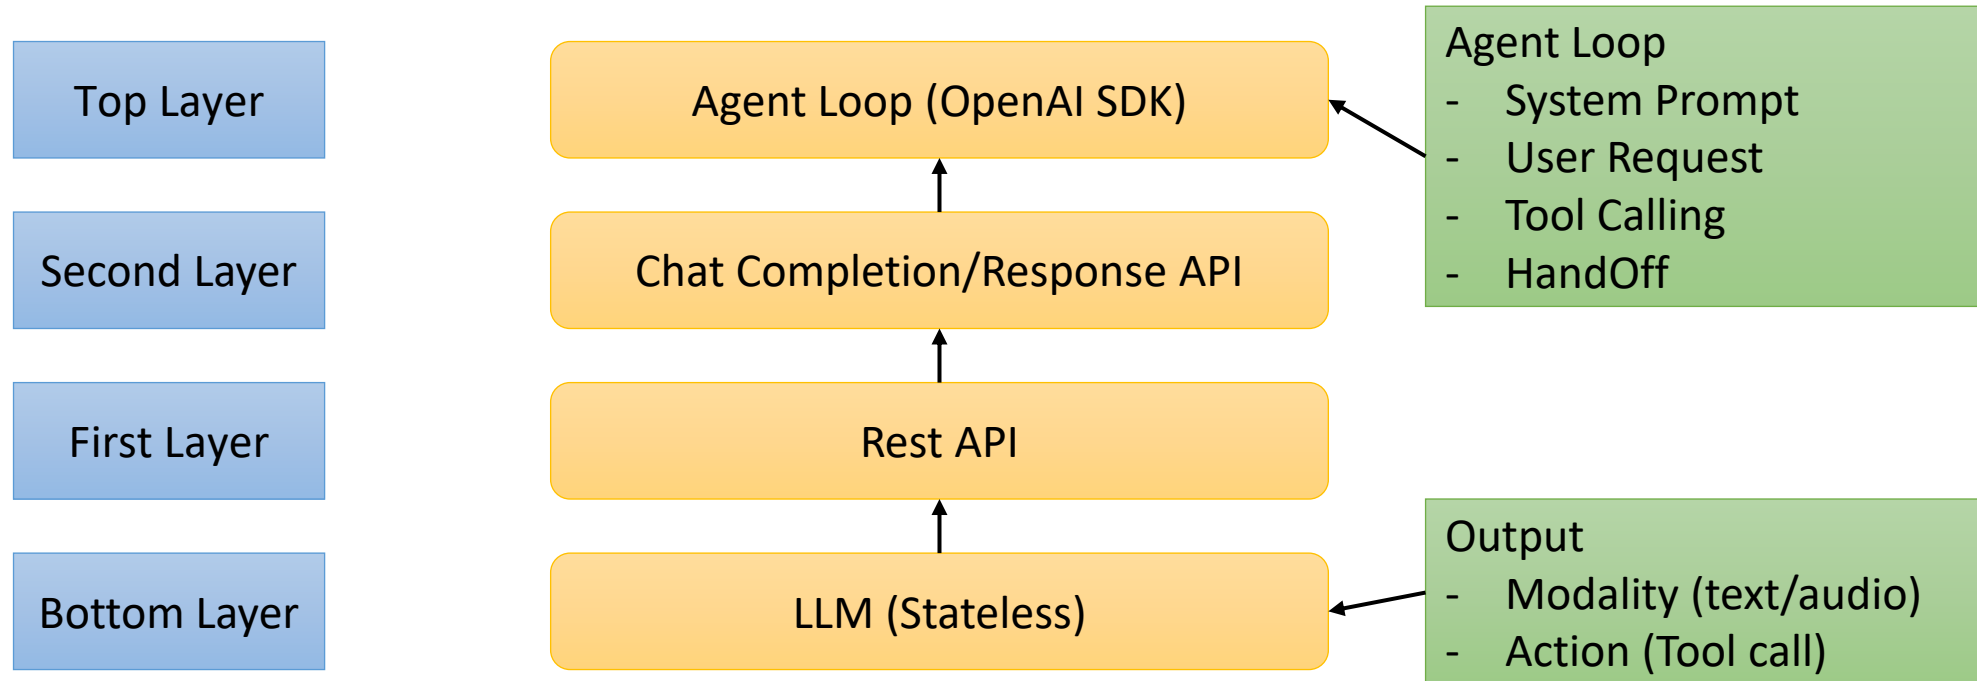 Top Layer
Agent Loop (OpenAI SDK)
Agent Loop
- System Prompt
- User Request
- Tool Calling
- HandOff
Second Layer
Chat Completion/Response API
First Layer
Rest API
Bottom Layer
LLM (Stateless)
Output
- Modality (text/audio)
- Action (Tool call)